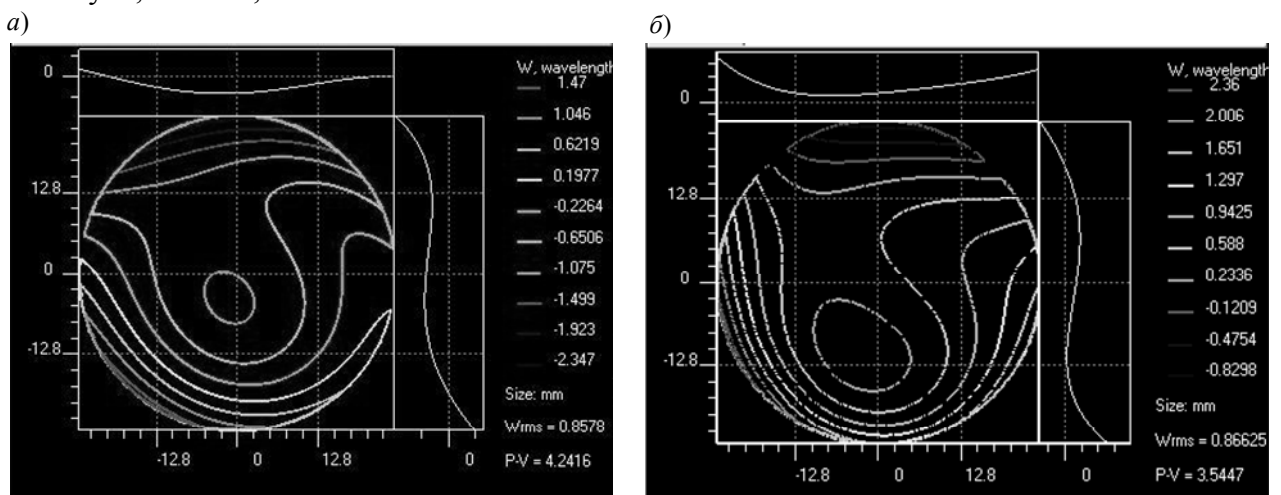 а)
б)
0
12.8
0
-12.8
-12.8 0 12.8 0
W, wavelength
1.47
1.046
0.6219
0.1977
-0.2264
-0.6506
-1.075
-1.499
-1.923
-2.347
Size: mm
Wrms = 0.8578
P-V = 4.2416
0
12.8
0
-12.8
-12.8 0 12.8 0
W, wavelength
2.36
2.006
1.651
1.297
0.9425
0.588
0.2336
-0.1209
-0.4754
-0.8298
Size: mm
Wrms = 0.86625
P-V = 3.5447